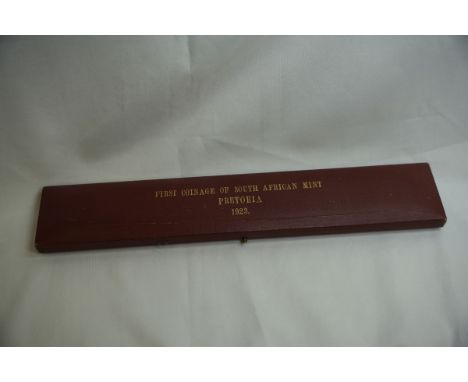 FIRST COINAGE OF SOUTH AFRICAN MINT
PRETORIA
1923.